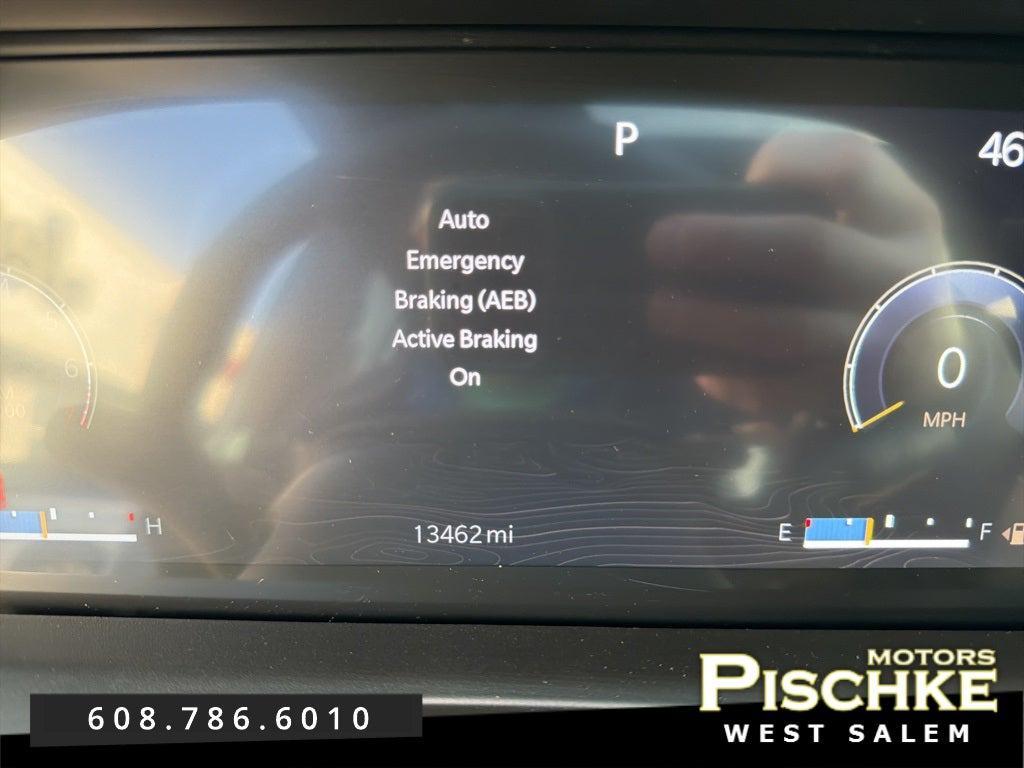 P
46
Auto
Emergency
Braking (AEB)
Active Braking
On
6
0
MPH
H
13462 mi
E
F
608.786.6010
MOTORS
PISCHKE
WEST SALEM